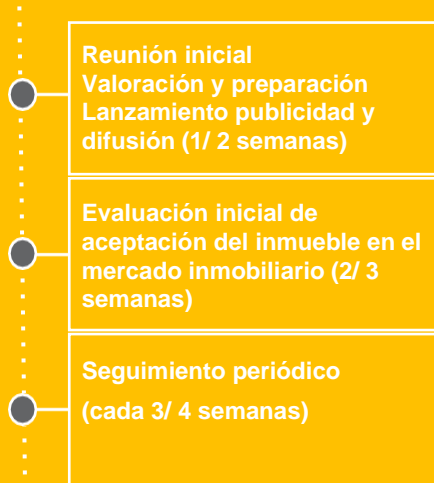 Reunión inicial
Valoración y preparación
Lanzamiento publicidad y
difusión (1/ 2 semanas)
Evaluación inicial de
aceptación del inmueble en el
mercado inmobiliario (2/ 3
semanas)
Seguimiento periódico
(cada 3/ 4 semanas)